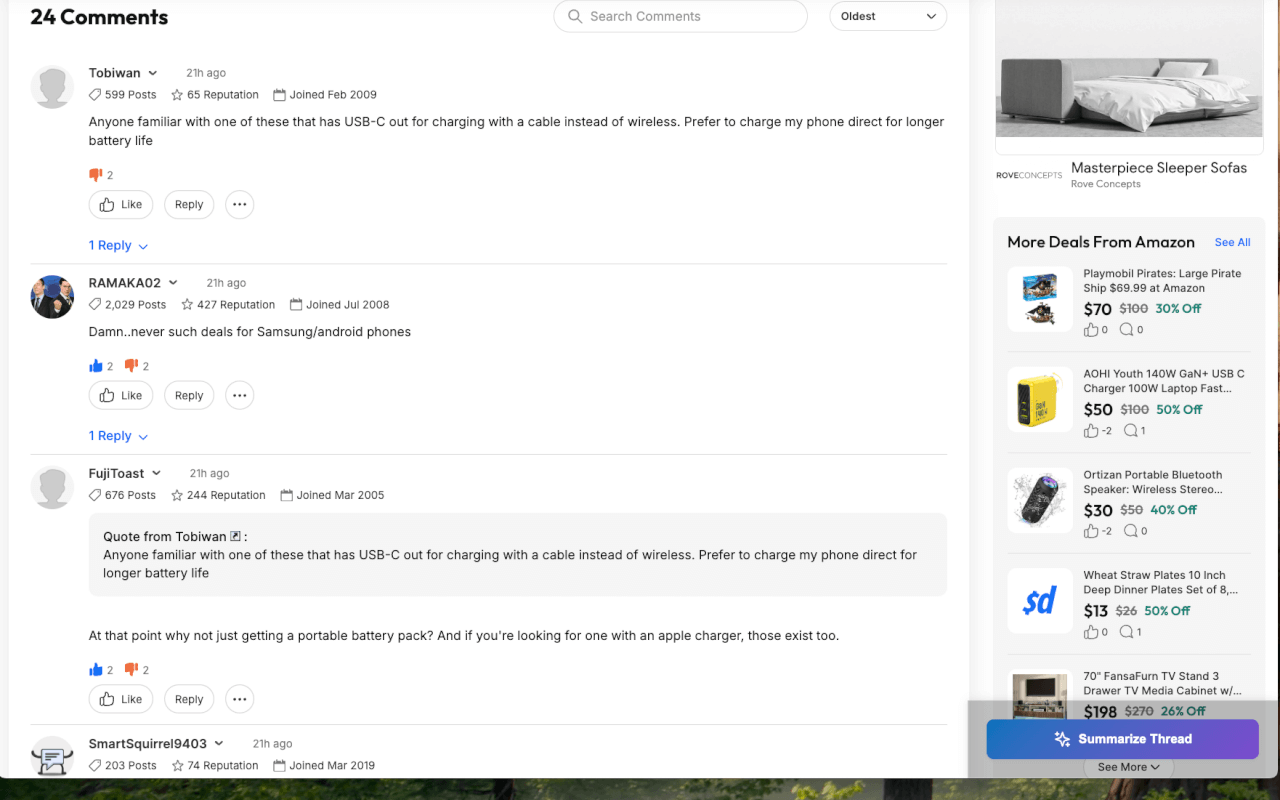 24 Comments
Search Comments
Oldest
Tobiwan
21h ago
599 Posts
65 Reputation
Joined Feb 2009
Anyone familiar with one of these that has USB-C out for charging with a cable instead of wireless. Prefer to charge my phone direct for longer
battery life
2
Like
Reply
1 Reply
RAMAKA02
21h ago
2,029 Posts
427 Reputation
Joined Jul 2008
Damn..never such deals for Samsung/android phones
2
2
Like
Reply
1 Reply
FujiToast
21h ago
676 Posts
244 Reputation
Joined Mar 2005
Quote from Tobiwan :
Anyone familiar with one of these that has USB-C out for charging with a cable instead of wireless. Prefer to charge my phone direct for
longer battery life
At that point why not just getting a portable battery pack? And if you're looking for one with an apple charger, those exist too.
2
2
Like
Reply
SmartSquirrel9403
21h ago
203 Posts
74 Reputation
Joined Mar 2019
ROVECONCEPTS
Masterpiece Sleeper Sofas
Rove Concepts
More Deals From Amazon
See All
Playmobil Pirates: Large Pirate
Ship $69.99 at Amazon
$70 $100 30% Off
0
0
AOHI Youth 140W GaN+ USB C
Charger 100W Laptop Fast...
$50 $100 50% Off
-2
1
Ortizan Portable Bluetooth
Speaker: Wireless Stereo...
$30 $50 40% Off
-2
0
$d
Wheat Straw Plates 10 Inch
Deep Dinner Plates Set of 8,...
$13 $26 50% Off
0
1
70" FansaFurn TV Stand 3
Drawer TV Media Cabinet w/...
$198 $270 26% Off
Summarize Thread
See More